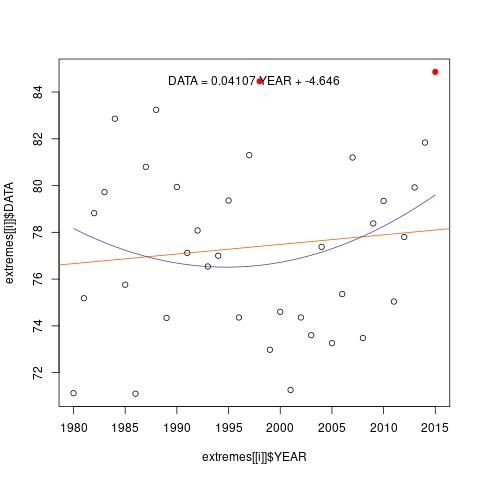 DATA = 0.04107 YEAR + -4.646
84
82
80
78
76
74
72
extremes[[i]]$DATA
1980 1985 1990 1995 2000 2005 2010 2015
extremes[[i]]$YEAR